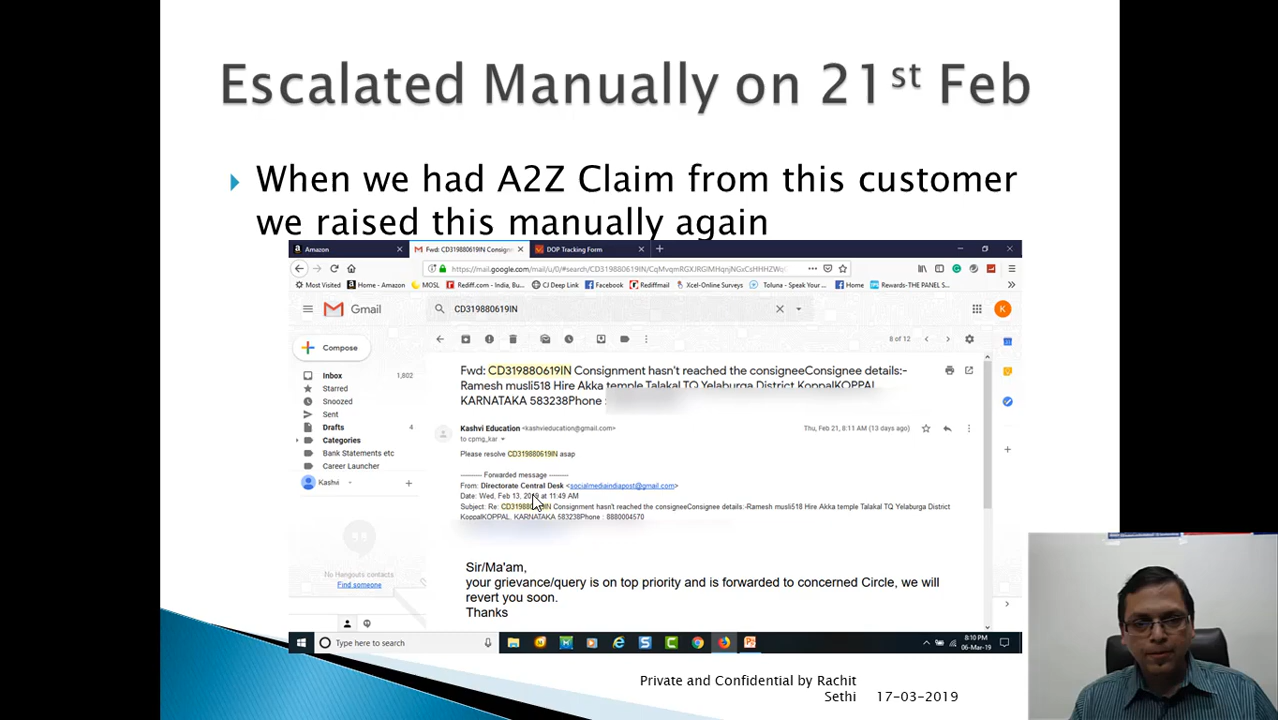 Escalated Manually on 21st Feb
When we had A2Z Claim from this customer
we raised this manually again
Amazon
Fwd: CD319880619IN Consignm
DOP Tracking Form
https://mail.google.com/mail/u/0/#search/CD319880619IN/
Most Visited Home - Amazon MOSL Rediff.com - India, Bu... CJ Deep Link Facebook Rediffmail Xcel-Online Surveys Toluna - Speak Your ... Home Rewards-THE PANEL S...
Gmail
CD319880619IN
Compose
8 of 12
Inbox 1,802
Starred
Snoozed
Sent
Drafts 4
Categories
Bank Statements etc
Career Launcher
Kashvi
No Hangouts contacts
Find someone
Fwd: CD319880619IN Consignment hasn't reached the consigneeConsignee details:-
Ramesh musli518 Hire Akka temple Talakal TQ Yelaburga District KoppalKOPPAL
KARNATAKA 583238Phone :
Kashvi Education <kashvieducation@gmail.com>
Thu, Feb 21, 8:11 AM (13 days ago)
to cpmg_kar
Please resolve CD319880619IN asap
---------- Forwarded message ----------
From: Directorate Central Desk <socialmediaindiapost@gmail.com>
Date: Wed, Feb 13, at 11:49 AM
Subject: Re: Consignment hasn't reached the consigneeConsignee details:-Ramesh musli518 Hire Akka temple Talakal TQ Yelaburga District
KoppalKOPPAL, KARNATAKA 583238Phone : 8880004570
Sir/Ma'am,
your grievance/query is on top priority and is forwarded to concerned Circle, we will
revert you soon.
Thanks
K
Type here to search
8:10 PM
06-Mar-19
Private and Confidential by Rachit
Sethi 17-03-2019